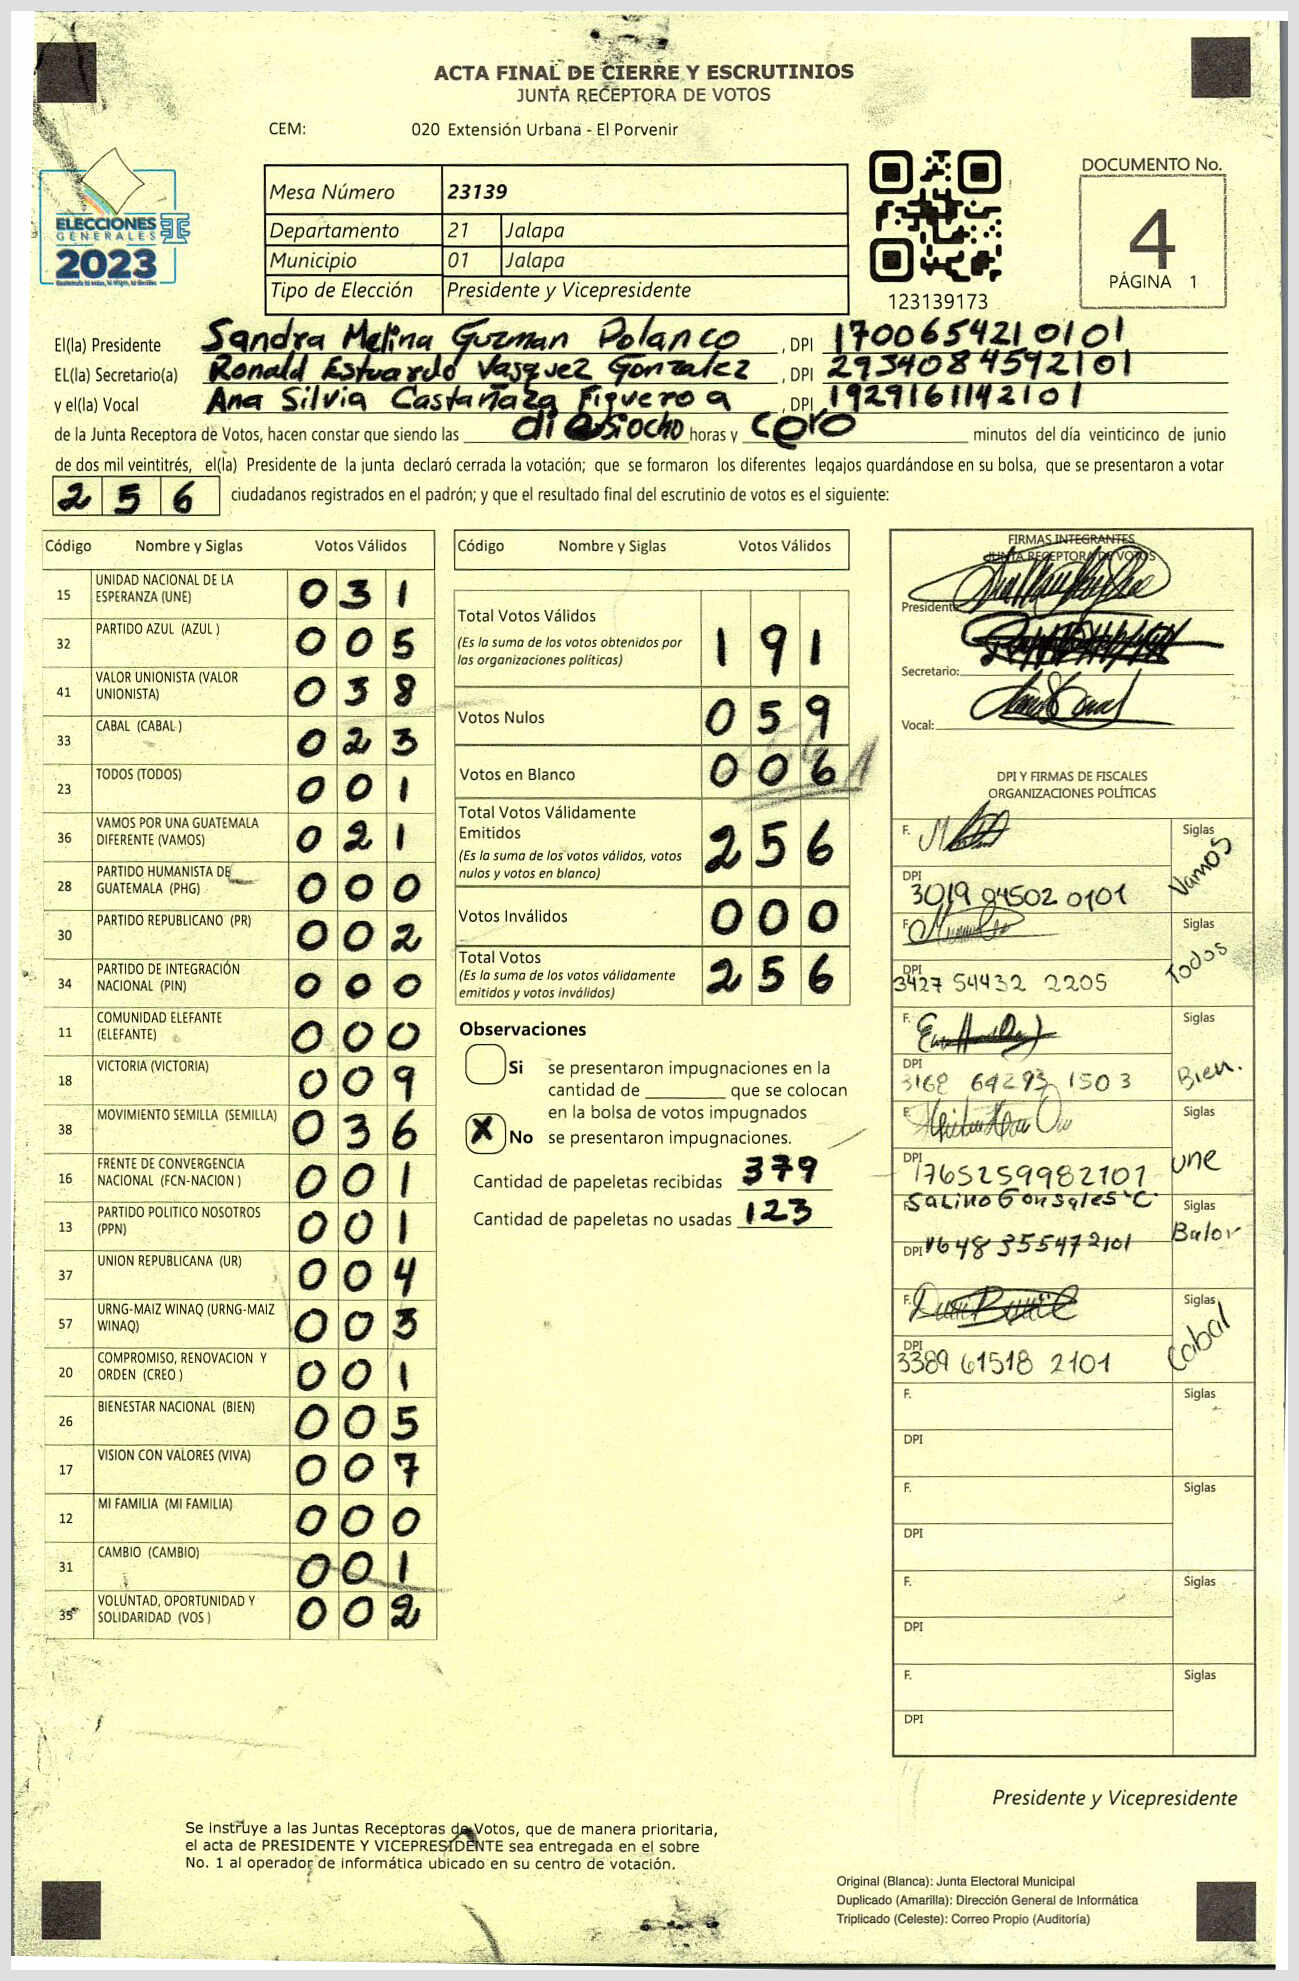 ACTA FINAL DE CIERRE Y ESCRUTINIOS
JUNTA RECEPTORA DE VOTOS
CEM: 020 Extensión Urbana - El Porvenir
ELECCIONES
GENERALES
2023
Mesa Número 23139
Departamento 21 Jalapa
Municipio 01 Jalapa
Tipo de Elección Presidente y Vicepresidente
123139173
DOCUMENTO No.
4
PÁGINA 1
El(la) Presidente Sandra Melina Guzman Polanco , DPI 1700654210101
EL(la) Secretario(a) Ronald Estuardo Vasquez Gonzalez , DPI 2934084592101
y el(la) Vocal Ana Silvia Castañaza Figueroa , DPI 1929161142101
de la Junta Receptora de Votos, hacen constar que siendo las diesiocho horas y cero minutos del día veinticinco de junio
de dos mil veintitrés, el(la) Presidente de la junta declaró cerrada la votación; que se formaron los diferentes legajos guardándose en su bolsa, que se presentaron a votar
256 ciudadanos registrados en el padrón; y que el resultado final del escrutinio de votos es el siguiente:
Código Nombre y Siglas Votos Válidos
15 UNIDAD NACIONAL DE LA ESPERANZA (UNE) 031
32 PARTIDO AZUL (AZUL ) 005
41 VALOR UNIONISTA (VALOR UNIONISTA) 038
33 CABAL (CABAL ) 023
23 TODOS (TODOS) 001
36 VAMOS POR UNA GUATEMALA DIFERENTE (VAMOS) 021
28 PARTIDO HUMANISTA DE GUATEMALA (PHG) 000
30 PARTIDO REPUBLICANO (PR) 002
34 PARTIDO DE INTEGRACIÓN NACIONAL (PIN) 000
11 COMUNIDAD ELEFANTE (ELEFANTE) 000
18 VICTORIA (VICTORIA) 009
38 MOVIMIENTO SEMILLA (SEMILLA) 036
16 FRENTE DE CONVERGENCIA NACIONAL (FCN-NACION ) 001
13 PARTIDO POLITICO NOSOTROS (PPN) 001
37 UNION REPUBLICANA (UR) 004
57 URNG-MAIZ WINAQ (URNG-MAIZ WINAQ) 003
20 COMPROMISO, RENOVACION Y ORDEN (CREO ) 001
26 BIENESTAR NACIONAL (BIEN) 005
17 VISION CON VALORES (VIVA) 007
12 MI FAMILIA (MI FAMILIA) 000
31 CAMBIO (CAMBIO) 001
35 VOLUNTAD, OPORTUNIDAD Y SOLIDARIDAD (VOS ) 002
Código Nombre y Siglas Votos Válidos
Total Votos Válidos
(Es la suma de los votos obtenidos por las organizaciones políticas) 191
Votos Nulos 059
Votos en Blanco 006
Total Votos Válidamente Emitidos
(Es la suma de los votos válidos, votos nulos y votos en blanco) 256
Votos Inválidos 000
Total Votos
(Es la suma de los votos válidamente emitidos y votos inválidos) 256
Observaciones
Si se presentaron impugnaciones en la
cantidad de ________ que se colocan
en la bolsa de votos impugnados
X No se presentaron impugnaciones.
Cantidad de papeletas recibidas 379
Cantidad de papeletas no usadas 123
FIRMAS INTEGRANTES
JUNTA RECEPTORA DE VOTOS
Presidente:
Secretario:
Vocal:
DPI Y FIRMAS DE FISCALES
ORGANIZACIONES POLÍTICAS
F. Siglas Vamos
DPI 3019 04502 0101
F. Siglas Todos
DPI 3427 54432 2205
F. Siglas Bien.
DPI 3168 64293 1503
F. Siglas une
DPI 1765259982101
F. Salino Gonsales C. Siglas Balor
DPI 1648 355472101
F. Siglas Cabal
DPI 3389 61518 2101
F. Siglas
DPI
F. Siglas
DPI
F. Siglas
DPI
F. Siglas
DPI
Presidente y Vicepresidente
Se instruye a las Juntas Receptoras de Votos, que de manera prioritaria,
el acta de PRESIDENTE Y VICEPRESIDENTE sea entregada en el sobre
No. 1 al operador de informática ubicado en su centro de votación.
Original (Blanca): Junta Electoral Municipal
Duplicado (Amarilla): Dirección General de Informática
Triplicado (Celeste): Correo Propio (Auditoría)